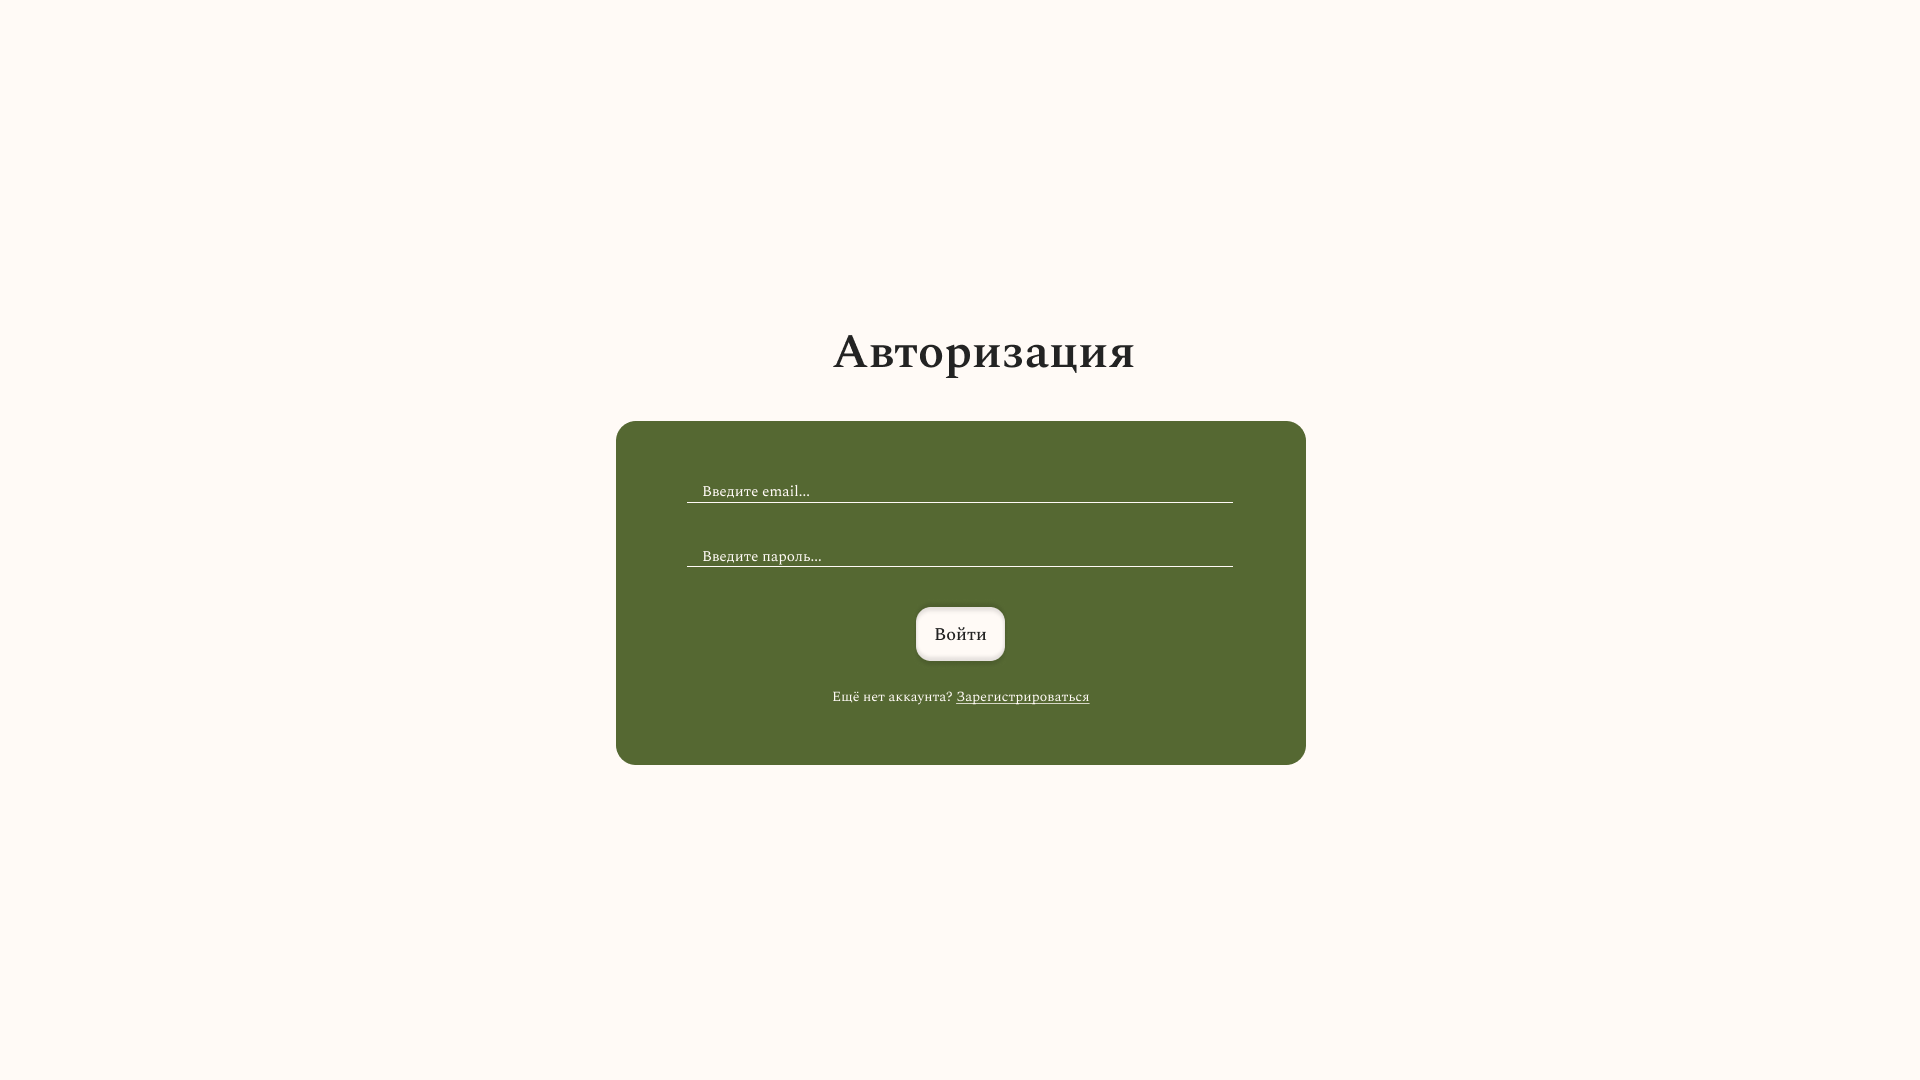 Авторизация
Введите email...
Введите пароль...
Войти
Ещё нет аккаунта? Зарегистрироваться